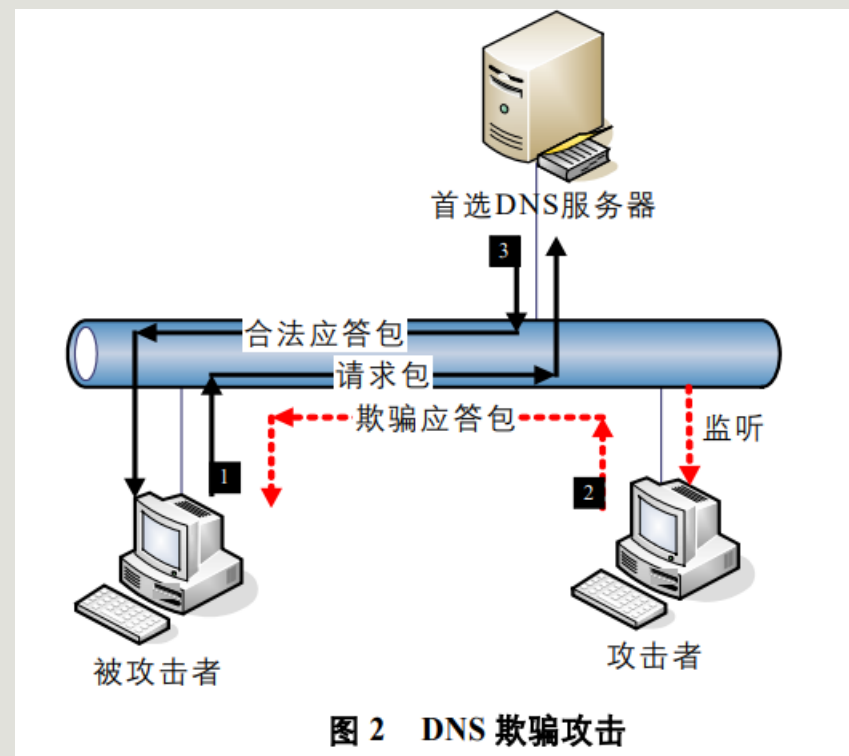 首选DNS服务器
3
合法应答包
请求包
欺骗应答包
监听
1
2
被攻击者
攻击者
图 2 DNS 欺骗攻击